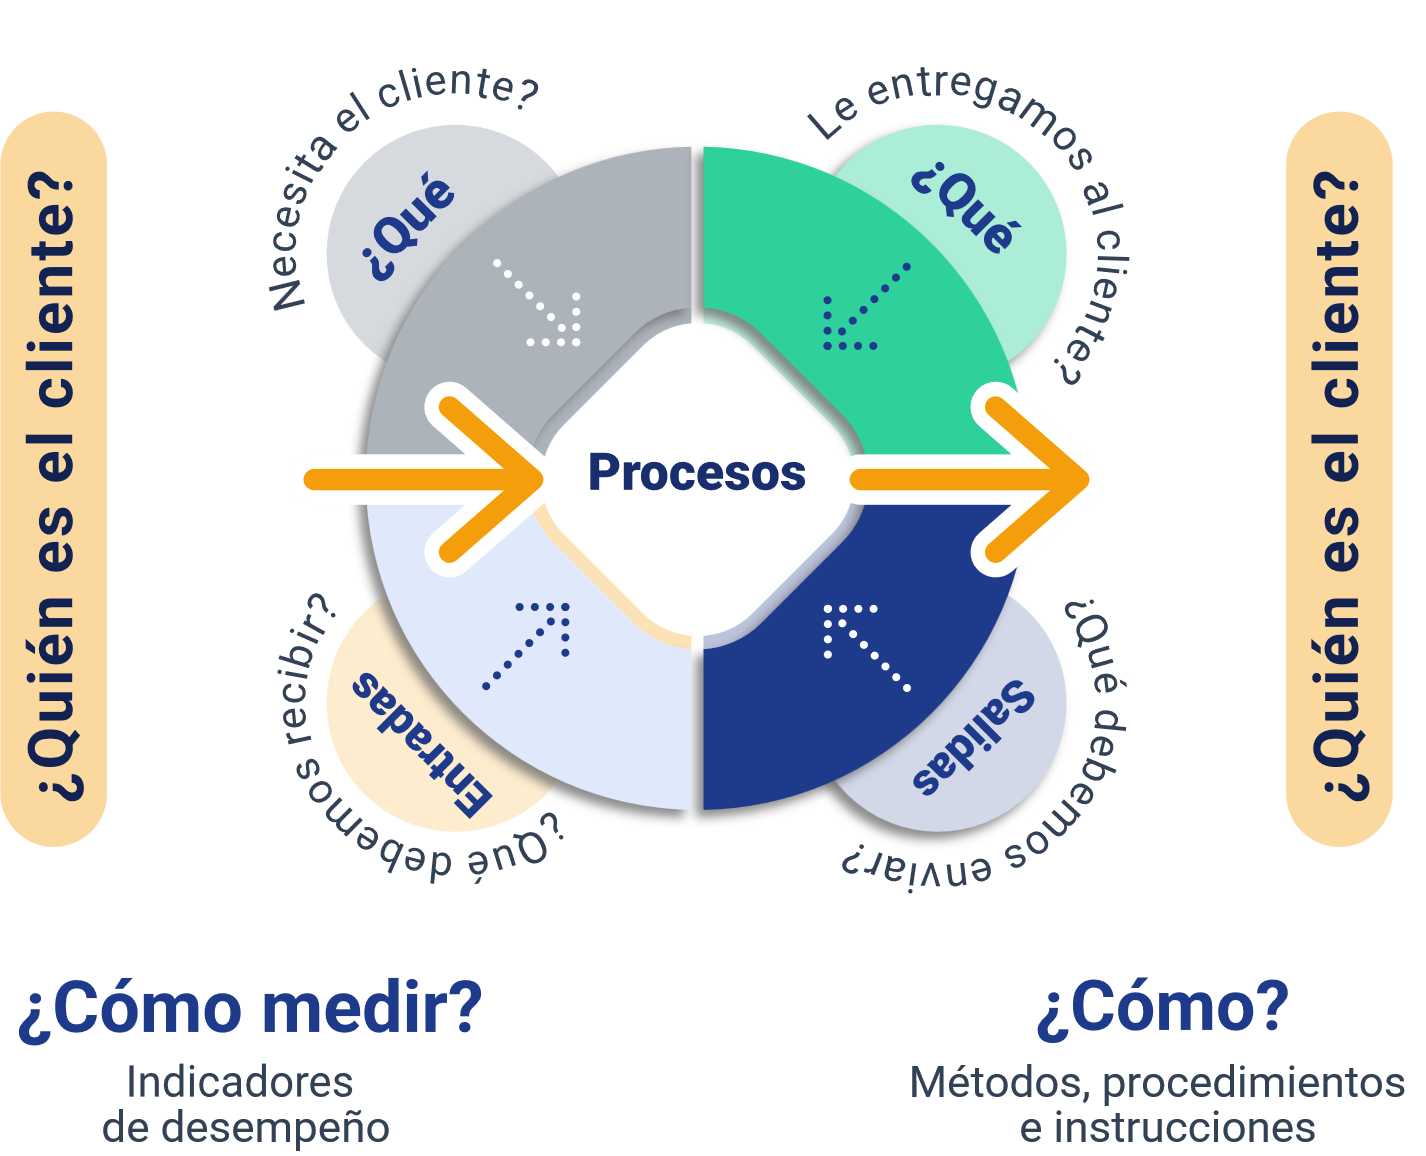 ¿Quién es el cliente?
Necesita el cliente?
¿Qué
Le entregamos al cliente?
¿Qué
Procesos
¿Qué debemos recibir?
Entradas
¿Qué debemos enviar?
Salidas
¿Quién es el cliente?
¿Cómo medir?
Indicadores
de desempeño
¿Cómo?
Métodos, procedimientos
e instrucciones